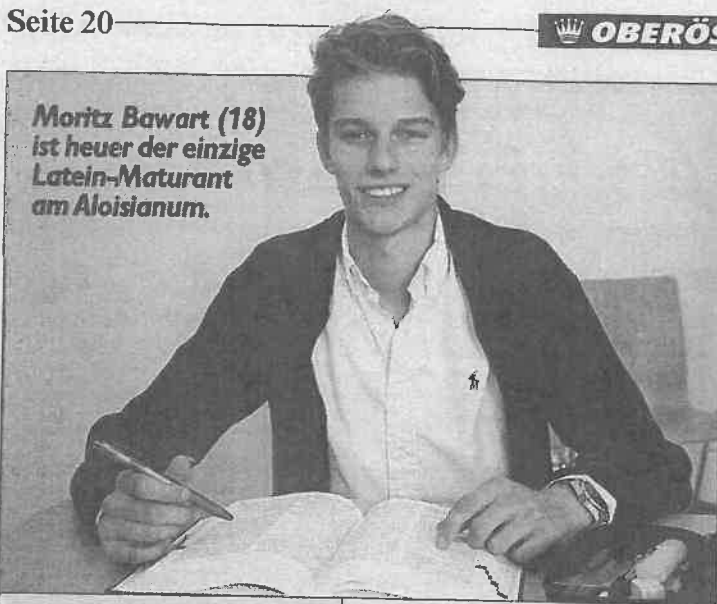 Seite 20
OBERÖS
Moritz Bawart (18)
ist heuer der einzige
Latein-Maturant
am Aloisianum.